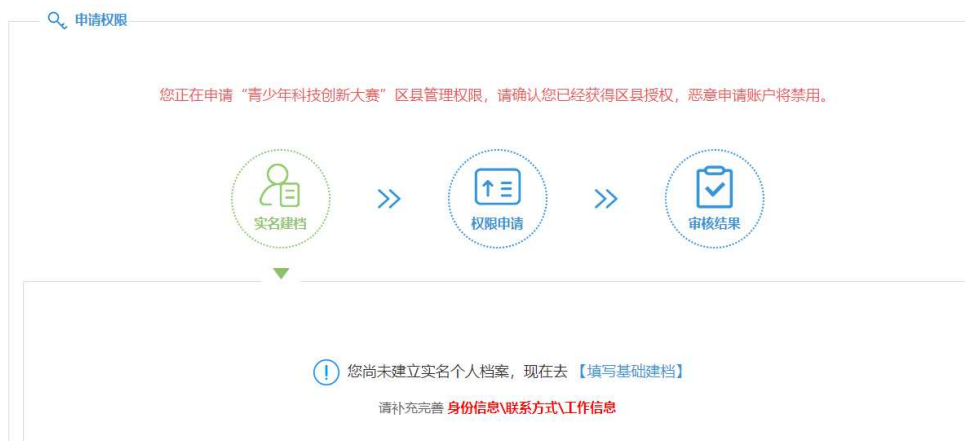 申请权限
您正在申请“青少年科技创新大赛”区县管理权限，请确认您已经获得区县授权，恶意申请账户将禁用。
实名建档
权限申请
审核结果
您尚未建立实名个人档案，现在去【填写基础建档】
请补充完善 身份信息\联系方式\工作信息